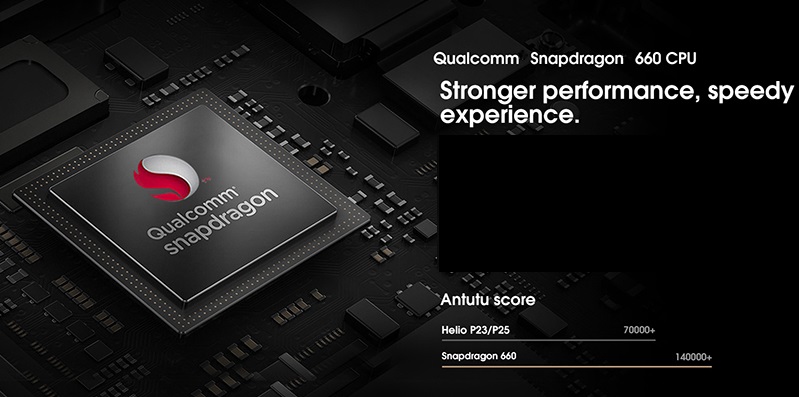 Qualcomm Snapdragon 660 CPU
Stronger performance, speedy
experience.
Qualcomm
snapdragon
Antutu score
Helio P23/P25 70000+
Snapdragon 660 140000+